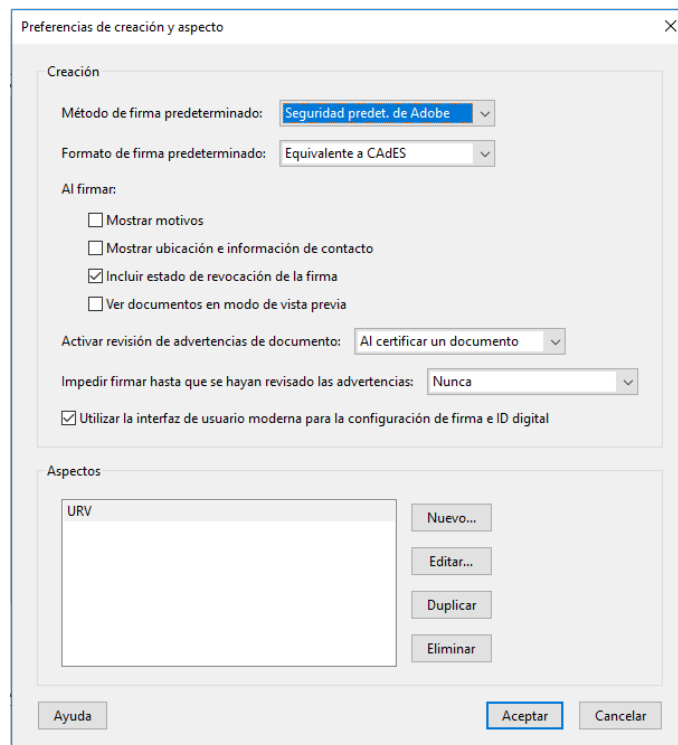 Preferencias de creación y aspecto
Creación
Método de firma predeterminado: Seguridad predet. de Adobe
Formato de firma predeterminado: Equivalente a CAdES
Al firmar:
Mostrar motivos
Mostrar ubicación e información de contacto
Incluir estado de revocación de la firma
Ver documentos en modo de vista previa
Activar revisión de advertencias de documento: Al certificar un documento
Impedir firmar hasta que se hayan revisado las advertencias: Nunca
Utilizar la interfaz de usuario moderna para la configuración de firma e ID digital
Aspectos
URV
Nuevo...
Editar...
Duplicar
Eliminar
Ayuda Aceptar Cancelar